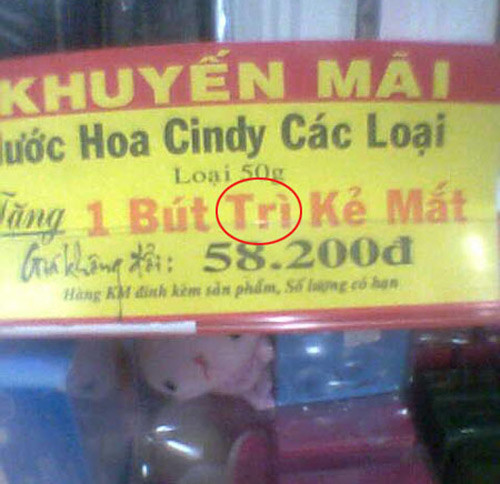 KHUYẾN MÃI
Nước Hoa Cindy Các Loại
Loại 50g
Tặng 1 Bút Trì Kẻ Mắt
Giá không đổi: 58.200đ
Hàng KM đính kèm sản phẩm, Số lượng có hạn